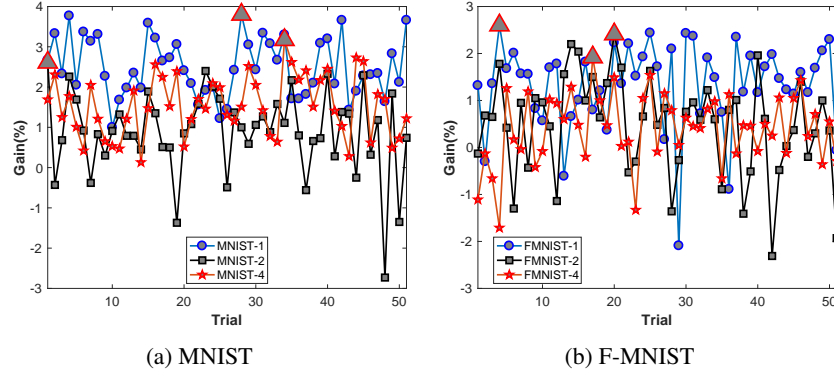 4
3
2
1
0
-1
-2
-3
Gain(%)
10 20 30 40 50
Trial
MNIST-1
MNIST-2
MNIST-4
(a) MNIST
3
2
1
0
-1
-2
-3
Gain(%)
10 20 30 40 50
Trial
FMNIST-1
FMNIST-2
FMNIST-4
(b) F-MNIST